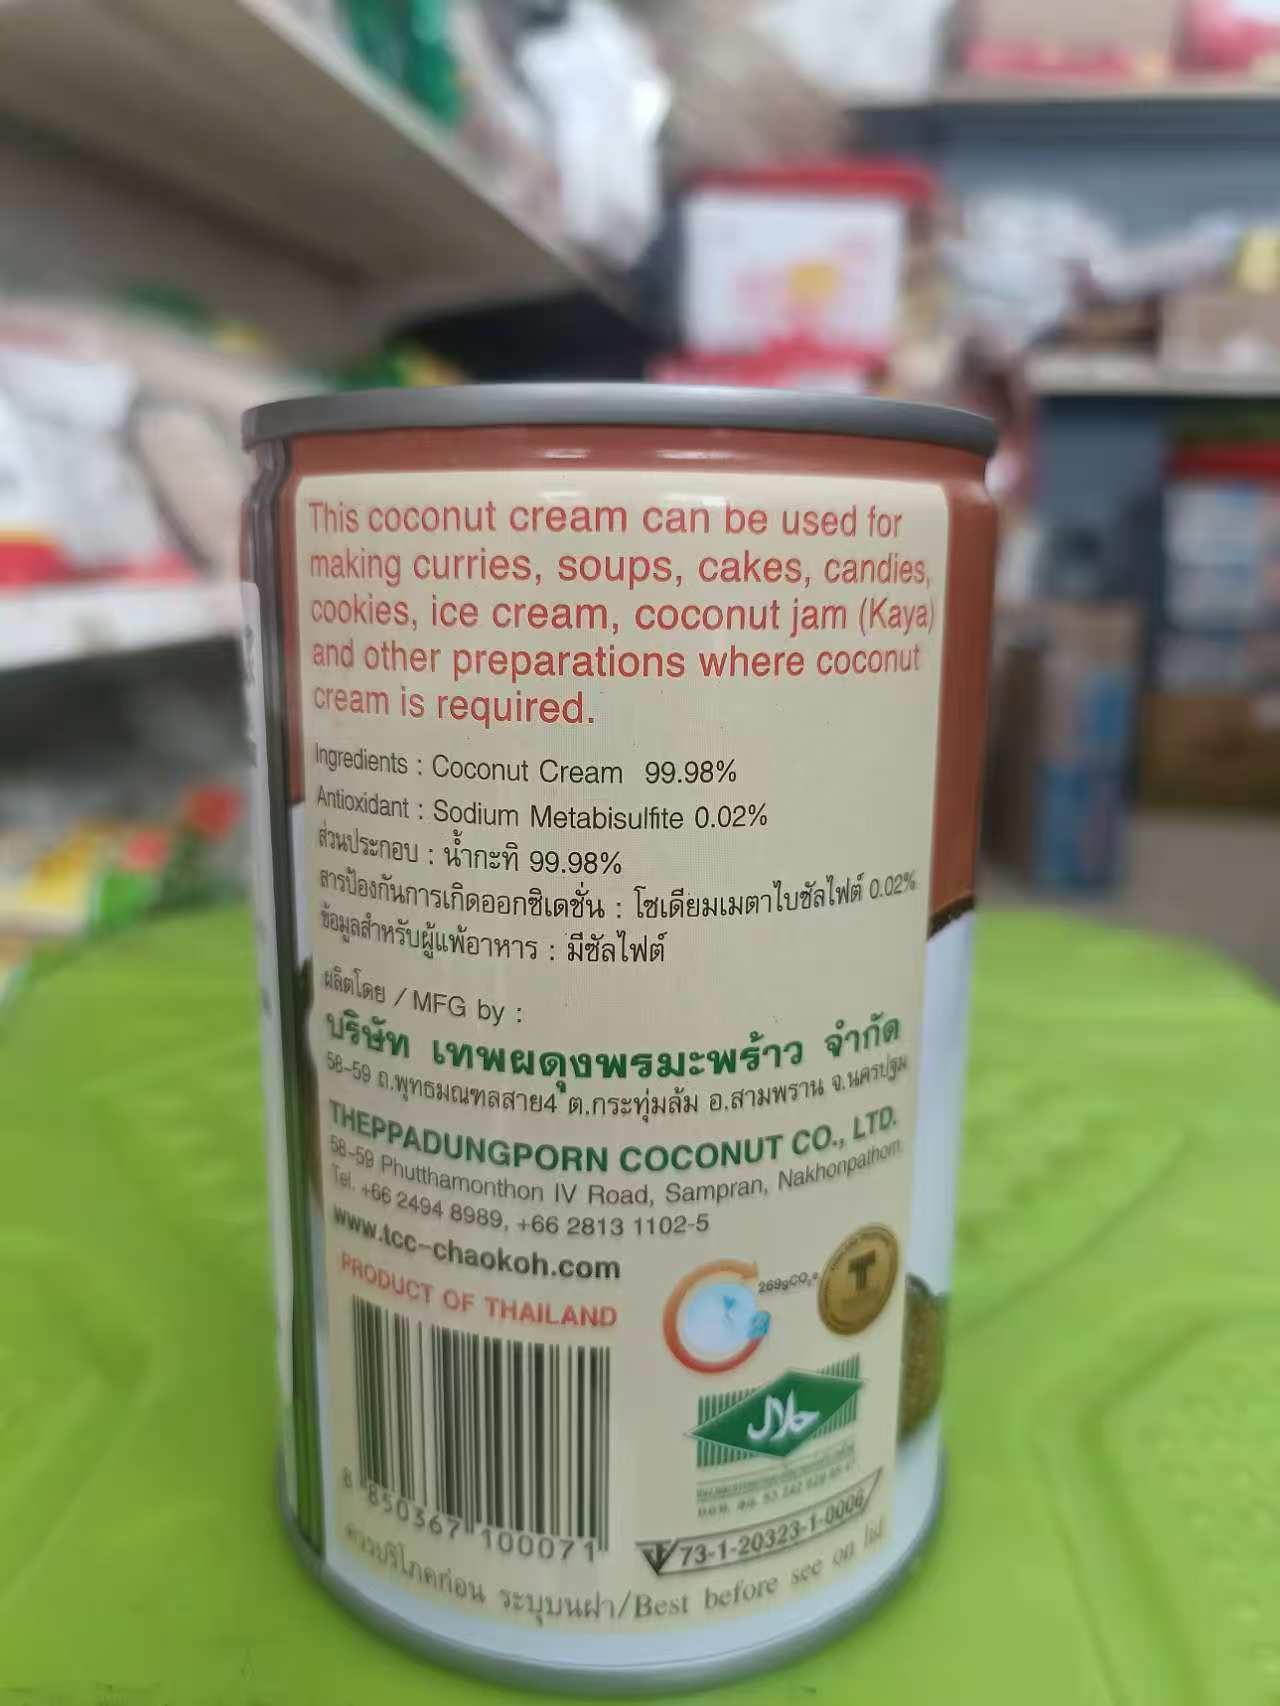 This coconut cream can be used for
making curries, soups, cakes, candies,
cookies, ice cream, coconut jam (Kaya)
and other preparations where coconut
cream is required.
Ingredients : Coconut Cream 99.98%
Antioxidant : Sodium Metabisulfite 0.02%
ส่วนประกอบ : น้ำกะทิ 99.98%
สารป้องกันการเกิดออกซิเดชั่น : โซเดียมเมตาไบซัลไฟต์ 0.02%
ข้อมูลสำหรับผู้แพ้อาหาร : มีซัลไฟต์
ผลิตโดย / MFG by :
บริษัท เทพผดุงพรมะพร้าว จำกัด
58-59 ถ.พุทธมณฑลสาย4 ต.กระทุ่มล้ม อ.สามพราน จ.นครปฐม
THEPPADUNGPORN COCONUT CO., LTD.
58-59 Phutthamonthon IV Road, Sampran, Nakhonpathom
Tel. +66 2494 8989, +66 2813 1102-5
www.tcc-chaokoh.com
PRODUCT OF THAILAND
269gCO₂e
T
حلال
8 850367 100071
73-1-20323-1-0006
ควรบริโภคก่อน ระบุบนฝา/Best before see on lid